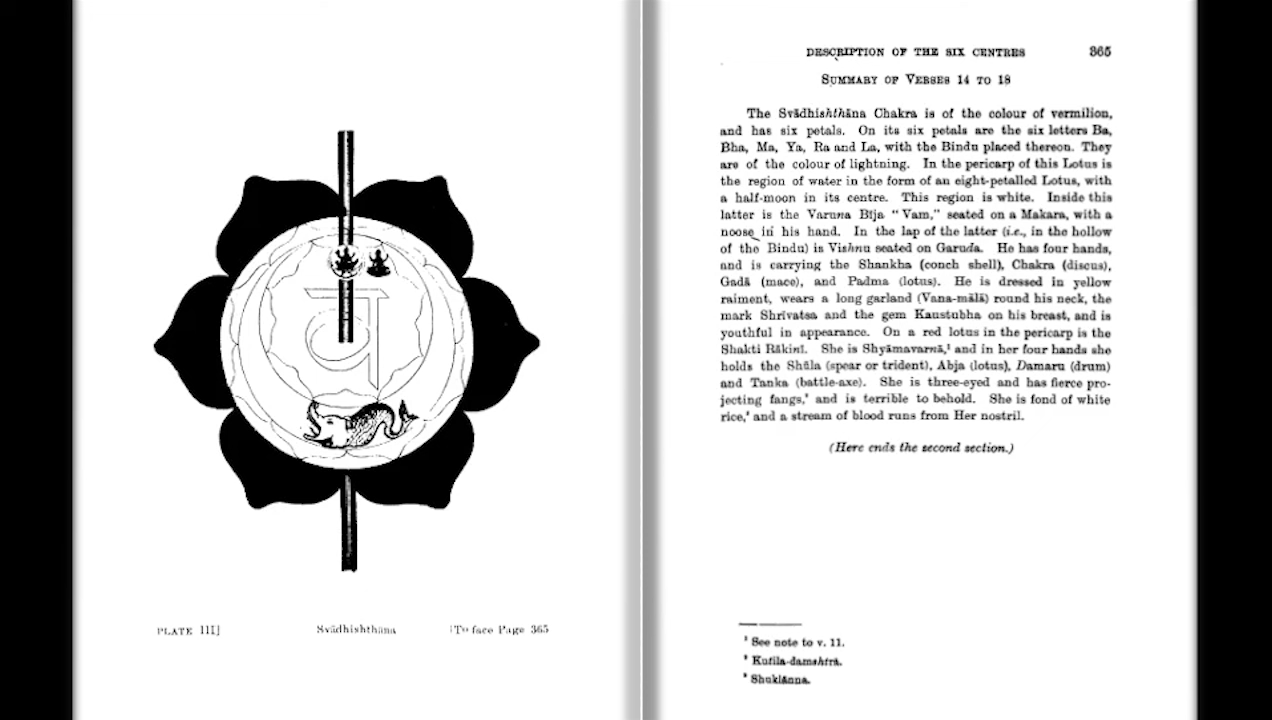 वं
PLATE III]
Svādhishthāna
[To face Page 365
DESCRIPTION OF THE SIX CENTRES 365
SUMMARY OF VERSES 14 TO 18
The Svādhishthāna Chakra is of the colour of vermilion,
and has six petals. On its six petals are the six letters Ba,
Bha, Ma, Ya, Ra and La, with the Bindu placed thereon. They
are of the colour of lightning. In the pericarp of this Lotus is
the region of water in the form of an eight-petalled Lotus, with
a half-moon in its centre. This region is white. Inside this
latter is the Varuna Bīja "Vam," seated on a Makara, with a
noose in his hand. In the lap of the latter (i.e., in the hollow
of the Bindu) is Vishnu seated on Garuda. He has four hands,
and is carrying the Shankha (conch shell), Chakra (discus),
Gadā (mace), and Padma (lotus). He is dressed in yellow
raiment, wears a long garland (Vana-mālā) round his neck, the
mark Shrīvatsa and the gem Kaustubha on his breast, and is
youthful in appearance. On a red lotus in the pericarp is the
Shakti Rākinī. She is Shyāmavarnā,¹ and in her four hands she
holds the Shūla (spear or trident), Abja (lotus), Damaru (drum)
and Tanka (battle-axe). She is three-eyed and has fierce pro-
jecting fangs,² and is terrible to behold. She is fond of white
rice,³ and a stream of blood runs from Her nostril.
(Here ends the second section.)
¹ See note to v. 11.
² Kutila-damshtrā.
³ Shuklānna.